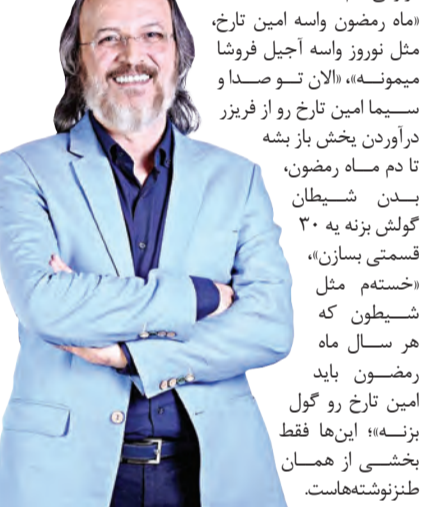 «ماه رمضون واسه امین تارخ،
مثل نوروز واسه آجیل فروشا
میمونه»، «الان تو صدا و
سیما امین تارخ رو از فریزر
درآوردن یخش باز بشه
تا دم ماه رمضون،
بدن شیطان
گولش بزنه یه ۳۰
قسمتی بسازن»،
«خسته‌م مثل
شیطون که
هر سال ماه
رمضون باید
امین تارخ رو گول
بزنه»؛ این‌ها فقط
بخشی از همان
طنزنوشته‌هاست.